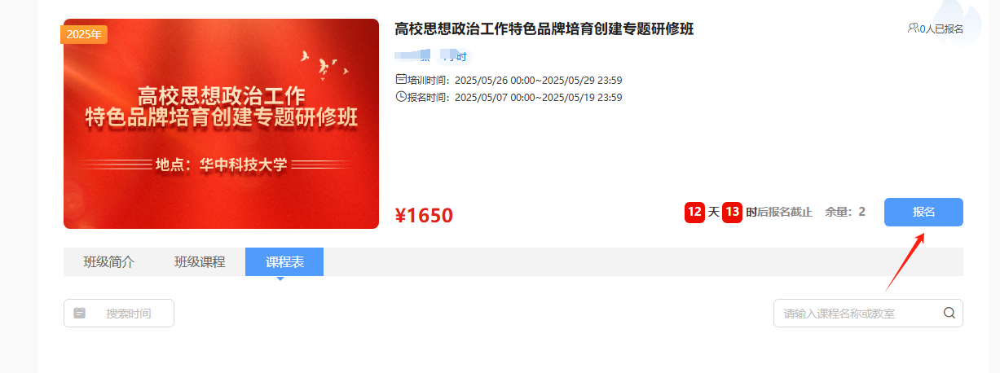 2025年
高校思想政治工作
特色品牌培育创建专题研修班
地点：华中科技大学
高校思想政治工作特色品牌培育创建专题研修班
0人已报名
时
培训时间：2025/05/26 00:00~2025/05/29 23:59
报名时间：2025/05/07 00:00~2025/05/19 23:59
¥1650
12 天 13 时后报名截止 余量：2
报名
班级简介 班级课程 课程表
搜索时间
请输入课程名称或教室